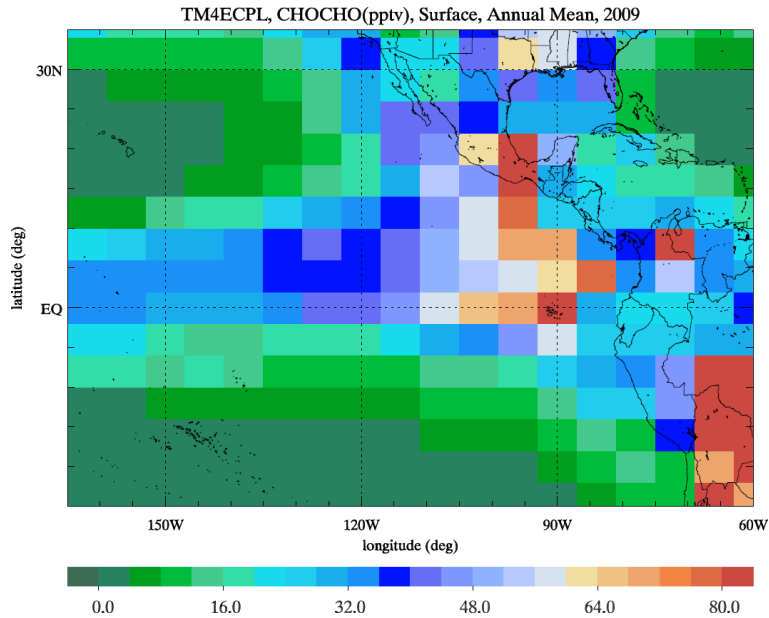 TM4ECPL, CHOCHO(pptv), Surface, Annual Mean, 2009
30N
latitude (deg)
EQ
150W 120W 90W 60W
longitude (deg)
0.0 16.0 32.0 48.0 64.0 80.0